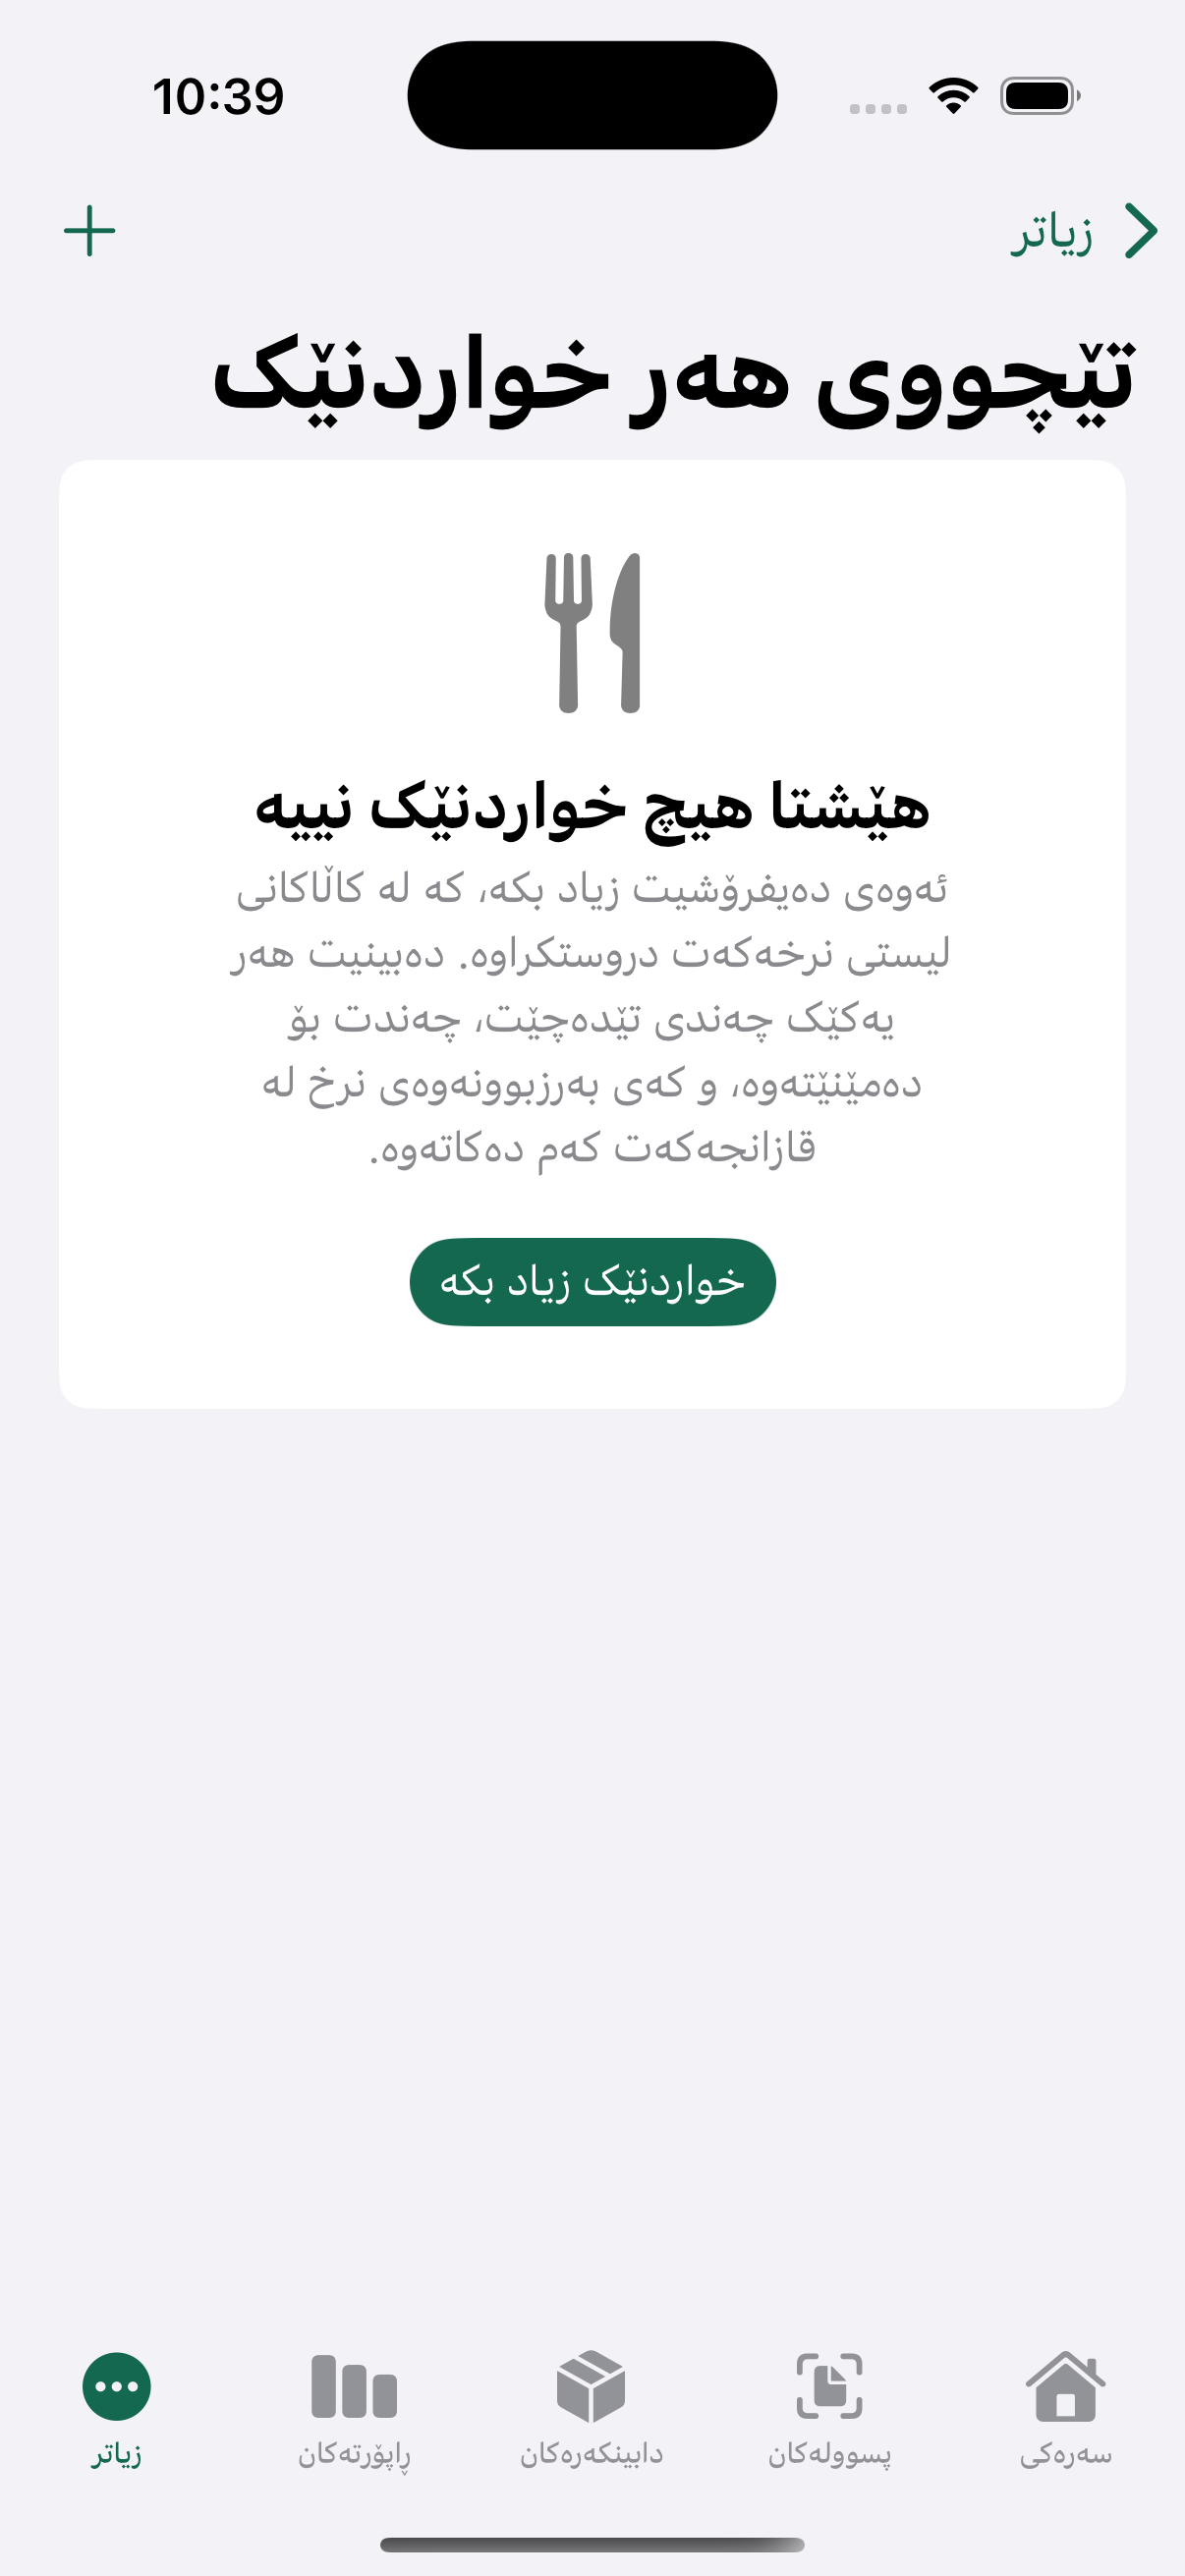 10:39
زیاتر
تێچووی هەر خواردنێک
هێشتا هیچ خواردنێک نییە
ئەوەی دەیفرۆشیت زیاد بکە، کە لە کاڵاکانی
لیستی نرخەکەت دروستکراوە. دەبینیت هەر
یەکێک چەندی تێدەچێت، چەندت بۆ
دەمێنێتەوە، و کەی بەرزبوونەوەی نرخ لە
قازانجەکەت کەم دەکاتەوە.
خواردنێک زیاد بکە
سەرەکی
پسوولەکان
دابینکەرەکان
ڕاپۆرتەکان
زیاتر